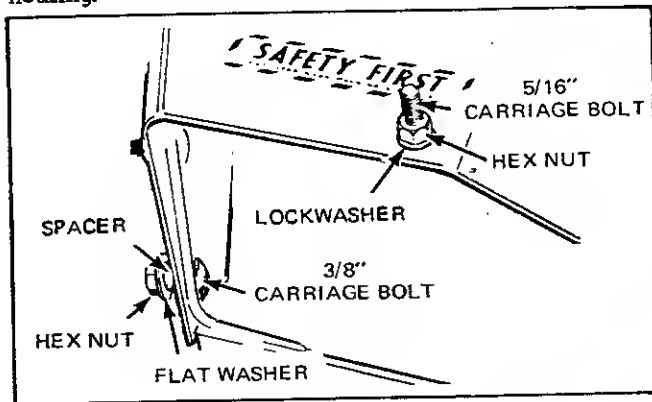 SAFETY FIRST
5/16"
CARRIAGE BOLT
HEX NUT
LOCKWASHER
SPACER
3/8"
CARRIAGE BOLT
HEX NUT
FLAT WASHER